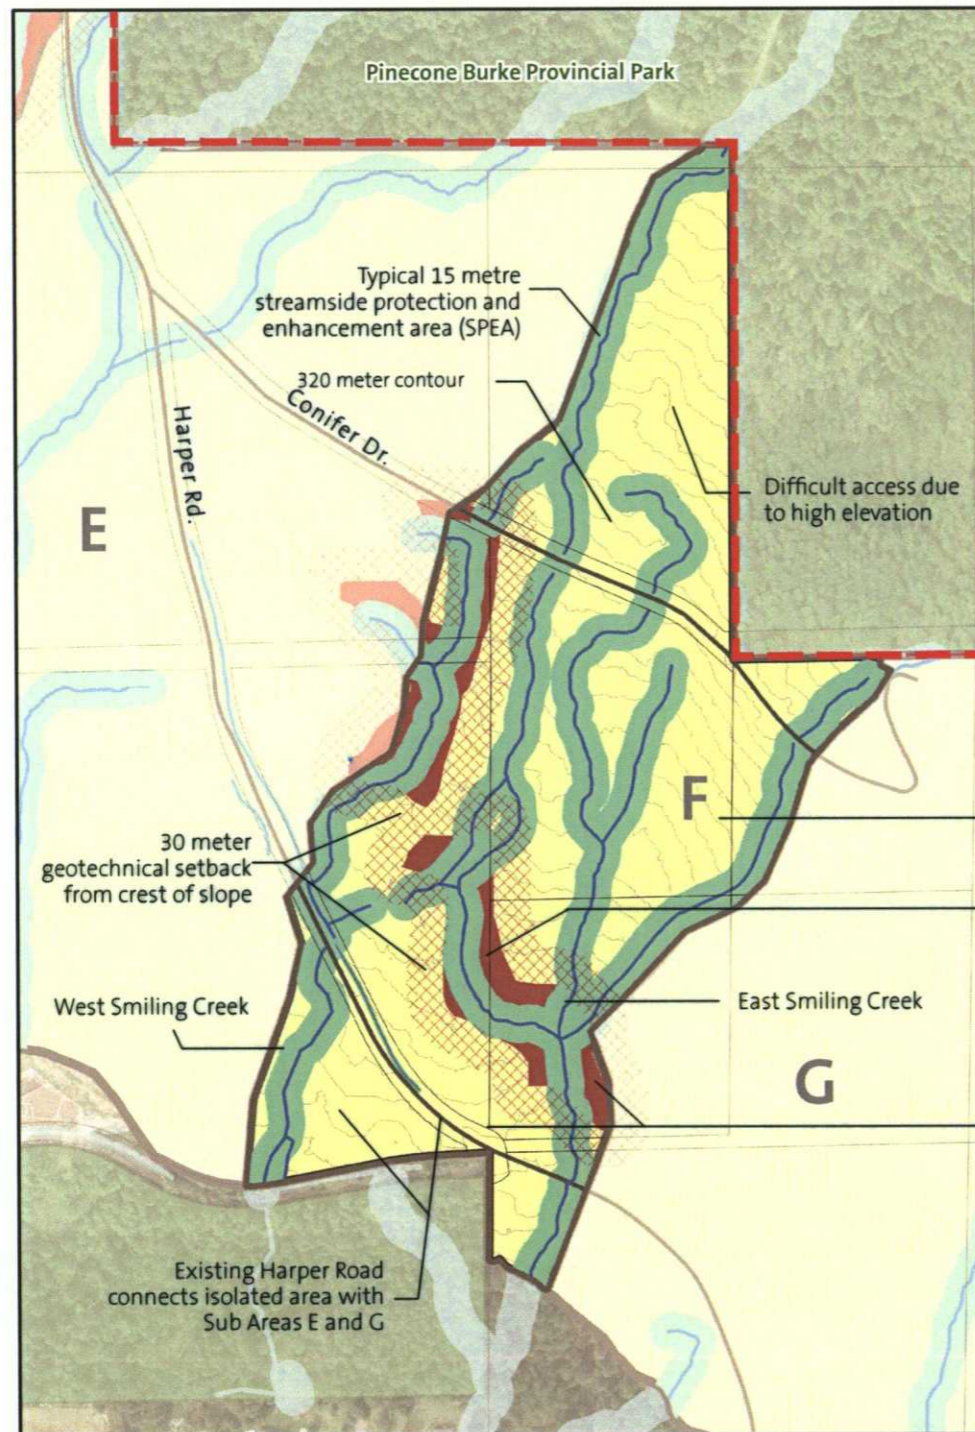 Pinecone Burke Provincial Park
Typical 15 metre
streamside protection and
enhancement area (SPEA)
320 meter contour
Conifer Dr.
Harper Rd.
E
Difficult access due
to high elevation
F
30 meter
geotechnical setback
from crest of slope
West Smiling Creek
East Smiling Creek
G
Existing Harper Road
connects isolated area with
Sub Areas E and G